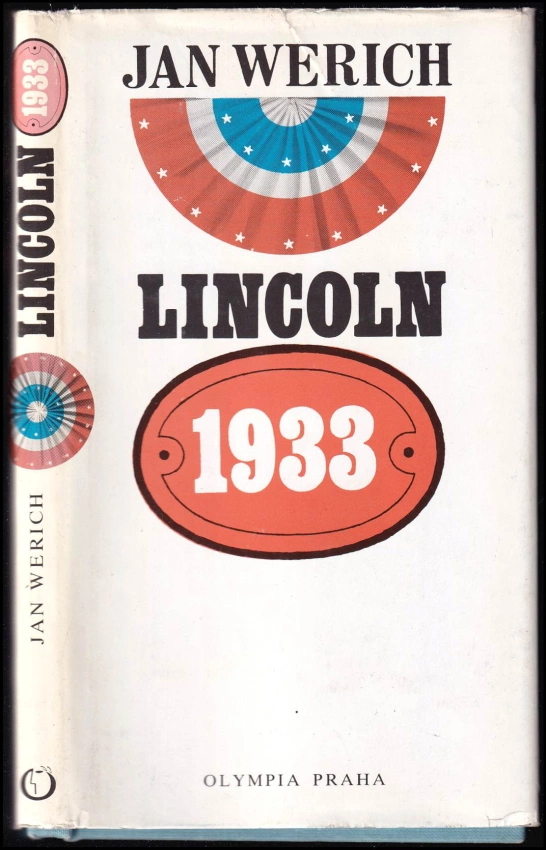 JAN WERICH
LINCOLN
1933
OLYMPIA PRAHA
1933
LINCOLN
JAN WERICH